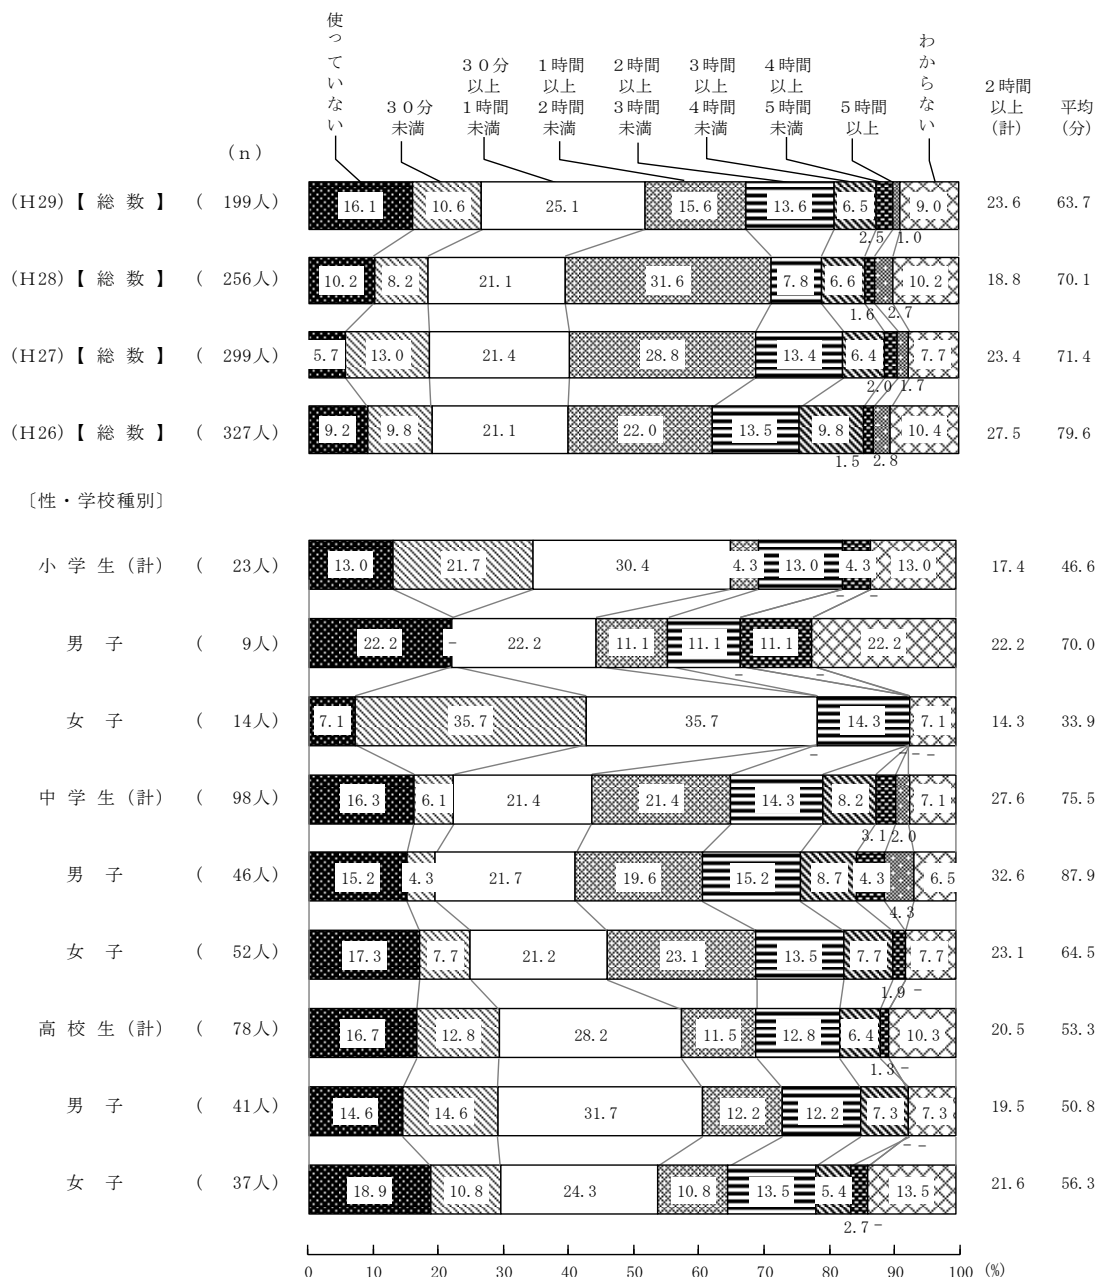 使っていない
３０分
未満
３０分
以上
１時間
未満
１時間
以上
２時間
未満
２時間
以上
３時間
未満
３時間
以上
４時間
未満
４時間
以上
５時間
未満
５時間
以上
わからない
２時間
以上
(計)
平均
(分)
(ｎ)
(H29)【 総 数 】 ( 199人) 16.1 10.6 25.1 15.6 13.6 6.5 9.0 23.6 63.7
2.5 1.0
(H28)【 総 数 】 ( 256人) 10.2 8.2 21.1 31.6 7.8 6.6 10.2 18.8 70.1
1.6 2.7
(H27)【 総 数 】 ( 299人) 5.7 13.0 21.4 28.8 13.4 6.4 7.7 23.4 71.4
2.0 1.7
(H26)【 総 数 】 ( 327人) 9.2 9.8 21.1 22.0 13.5 9.8 10.4 27.5 79.6
1.5 2.8
〔性・学校種別〕
小 学 生 (計) ( 23人) 13.0 21.7 30.4 4.3 13.0 4.3 13.0 17.4 46.6
－ －
男 子 ( 9人) 22.2 － 22.2 11.1 11.1 11.1 22.2 22.2 70.0
－ －
女 子 ( 14人) 7.1 35.7 35.7 14.3 7.1 14.3 33.9
－ － － －
中 学 生 (計) ( 98人) 16.3 6.1 21.4 21.4 14.3 8.2 7.1 27.6 75.5
3.1 2.0
男 子 ( 46人) 15.2 4.3 21.7 19.6 15.2 8.7 4.3 6.5 32.6 87.9
4.3
女 子 ( 52人) 17.3 7.7 21.2 23.1 13.5 7.7 7.7 23.1 64.5
1.9 －
高 校 生 (計) ( 78人) 16.7 12.8 28.2 11.5 12.8 6.4 10.3 20.5 53.3
1.3 －
男 子 ( 41人) 14.6 14.6 31.7 12.2 12.2 7.3 7.3 19.5 50.8
－ －
女 子 ( 37人) 18.9 10.8 24.3 10.8 13.5 5.4 13.5 21.6 56.3
2.7 －
0 10 20 30 40 50 60 70 80 90 100 (%)